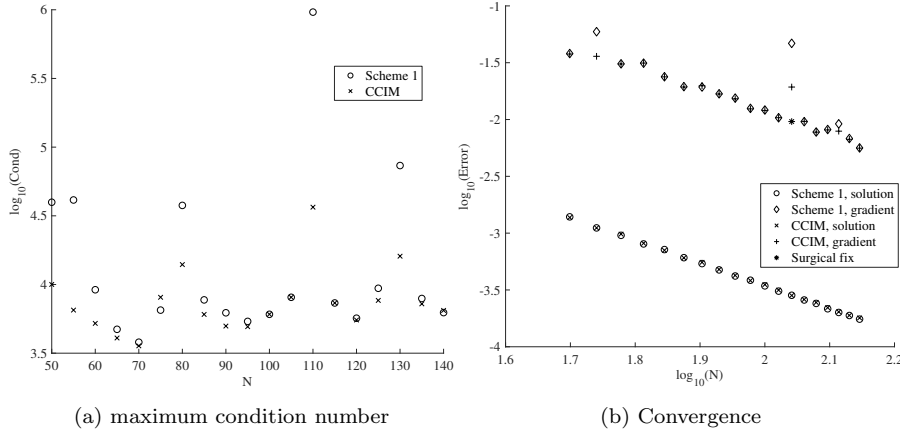 6
5.5
5
4.5
4
3.5
50
60
70
80
90
100
110
120
130
140
N
log10(Cond)
Scheme 1
CCIM
(a) maximum condition number
-1
-1.5
-2
-2.5
-3
-3.5
-4
1.6
1.7
1.8
1.9
2
2.1
2.2
log10(N)
log10(Error)
Scheme 1, solution
Scheme 1, gradient
CCIM, solution
CCIM, gradient
Surgical fix
(b) Convergence